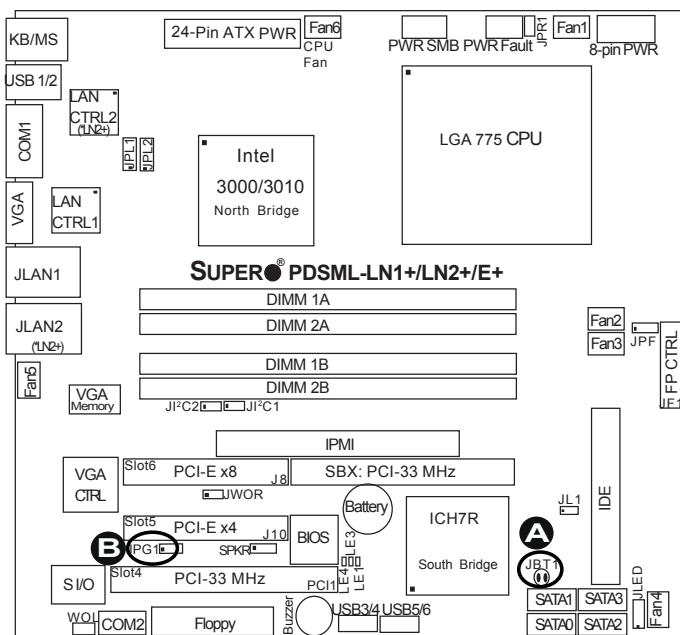 KB/MS
24-Pin ATX PWR
Fan6
CPU
Fan
PWR SMB
PWR Fault
JPR1
Fan1
8-pin PWR
USB 1/2
LAN
CTRL2
(*LN2+)
COM1
JPL1
JPL2
Intel
3000/3010
North Bridge
LGA 775 CPU
VGA
LAN
CTRL1
JLAN1
SUPER® PDSML-LN1+/LN2+/E+
DIMM 1A
DIMM 2A
JLAN2
(*LN2+)
Fan2
Fan3
JPF
FP CTRL
JF1
DIMM 1B
DIMM 2B
Fan5
VGA
Memory
JI²C2
JI²C1
IPMI
VGA
CTRL
Slot6
PCI-E x8
J8
SBX: PCI-33 MHz
JWOR
Battery
ICH7R
South Bridge
JL1
IDE
Slot5
PCI-E x4
J10
BIOS
B
JPG1
SPKR
LE3
LE4
LE1
A
JBT1
S I/O
Slot4
PCI-33 MHz
PCI1
WOL
COM2
Floppy
Buzzer
USB3/4
USB5/6
SATA1
SATA3
SATA0
SATA2
JLED
Fan4